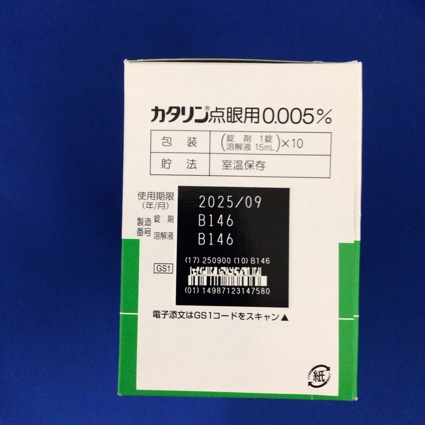 カタリン®点眼用0.005%
包装 (錠剤 1錠 溶解液 15mL)×10
貯法 室温保存
使用期限 (年/月) 2025/09
製造番号 錠剤 B146
溶解液 B146
(17) 250900 (10) B146
GS1
(01) 14987123147580
電子添文はGS1コードをスキャン▲
紙